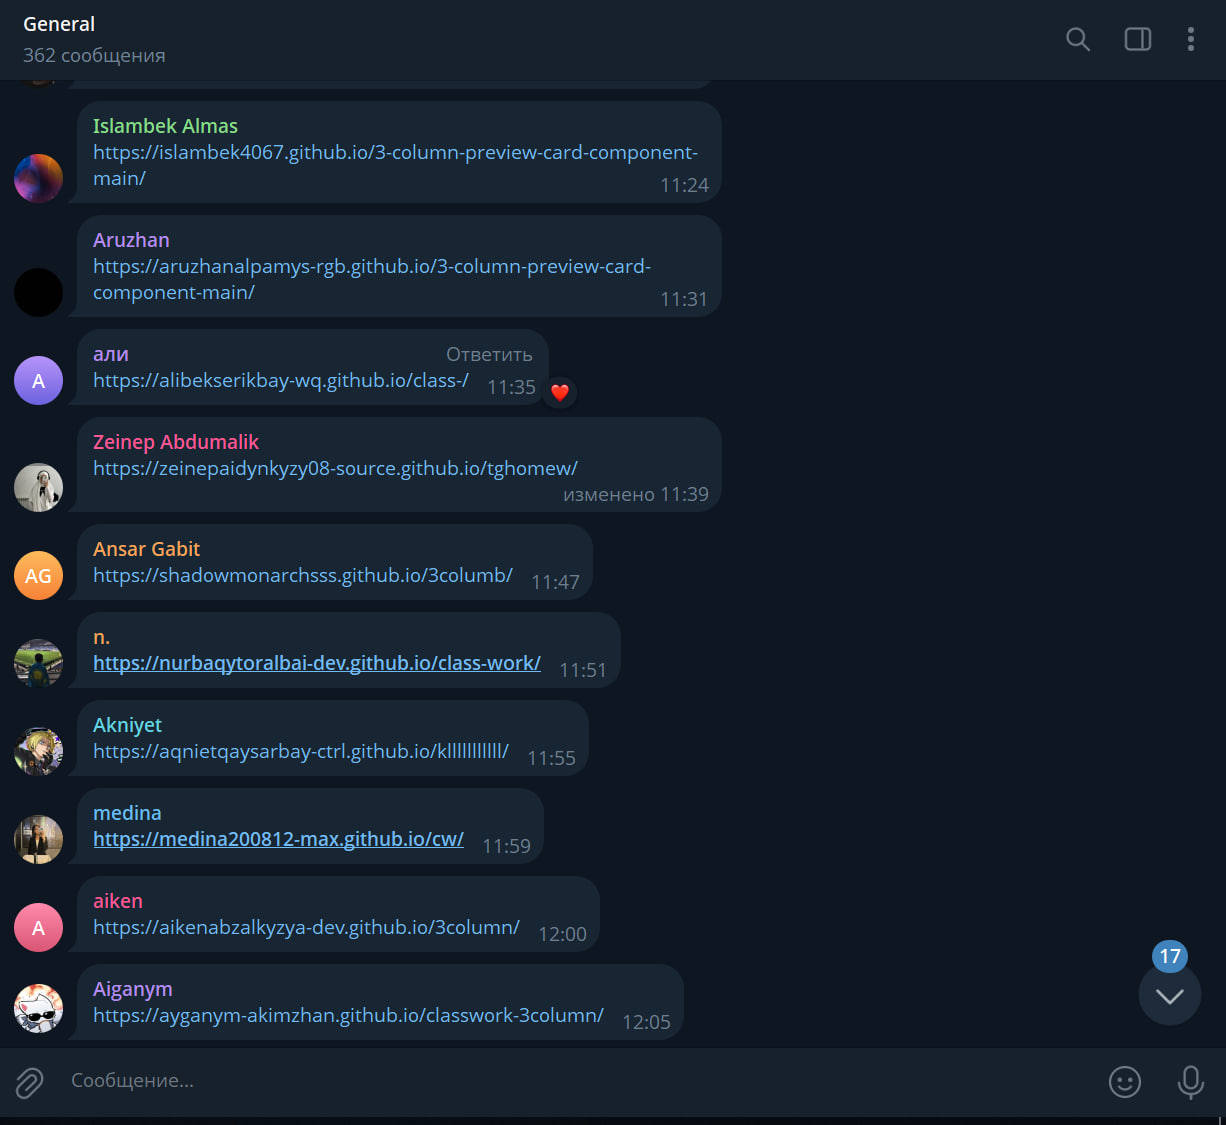 General
362 сообщения
Islambek Almas
https://islambek4067.github.io/3-column-preview-card-component-
main/
11:24
Aruzhan
https://aruzhanalpamys-rgb.github.io/3-column-preview-card-
component-main/
11:31
али
Ответить
A
https://alibekserikbay-wq.github.io/class-/
11:35
Zeinep Abdumalik
https://zeinepaidynkyzy08-source.github.io/tghomew/
изменено 11:39
Ansar Gabit
AG
https://shadowmonarchsss.github.io/3columb/
11:47
n.
https://nurbaqytoralbai-dev.github.io/class-work/
11:51
Akniyet
https://aqnietqaysarbay-ctrl.github.io/klllllllllll/
11:55
medina
https://medina200812-max.github.io/cw/
11:59
aiken
A
https://aikenabzalkyzya-dev.github.io/3column/
12:00
17
Aiganym
https://ayganym-akimzhan.github.io/classwork-3column/
12:05
Сообщение...